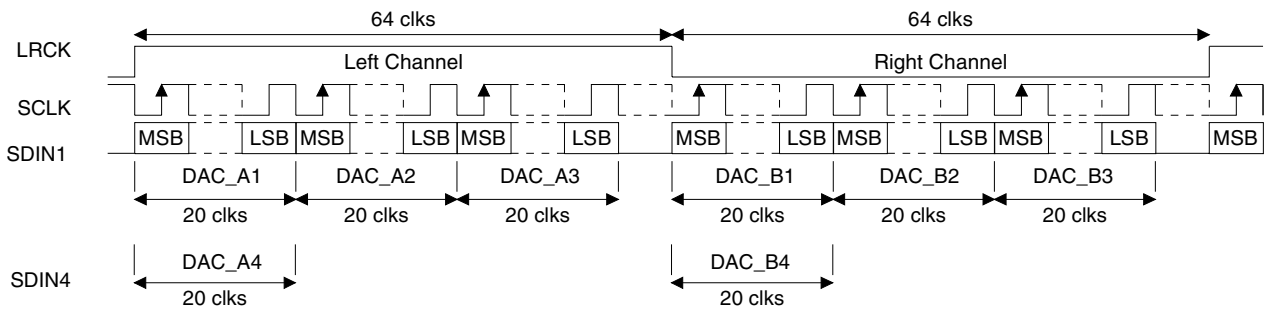 64 clks 64 clks
LRCK Left Channel Right Channel
SCLK
SDIN1 MSB LSB MSB LSB MSB LSB MSB LSB MSB LSB MSB LSB MSB
DAC_A1 DAC_A2 DAC_A3 DAC_B1 DAC_B2 DAC_B3
20 clks 20 clks 20 clks 20 clks 20 clks 20 clks
DAC_A4 DAC_B4
SDIN4
20 clks 20 clks